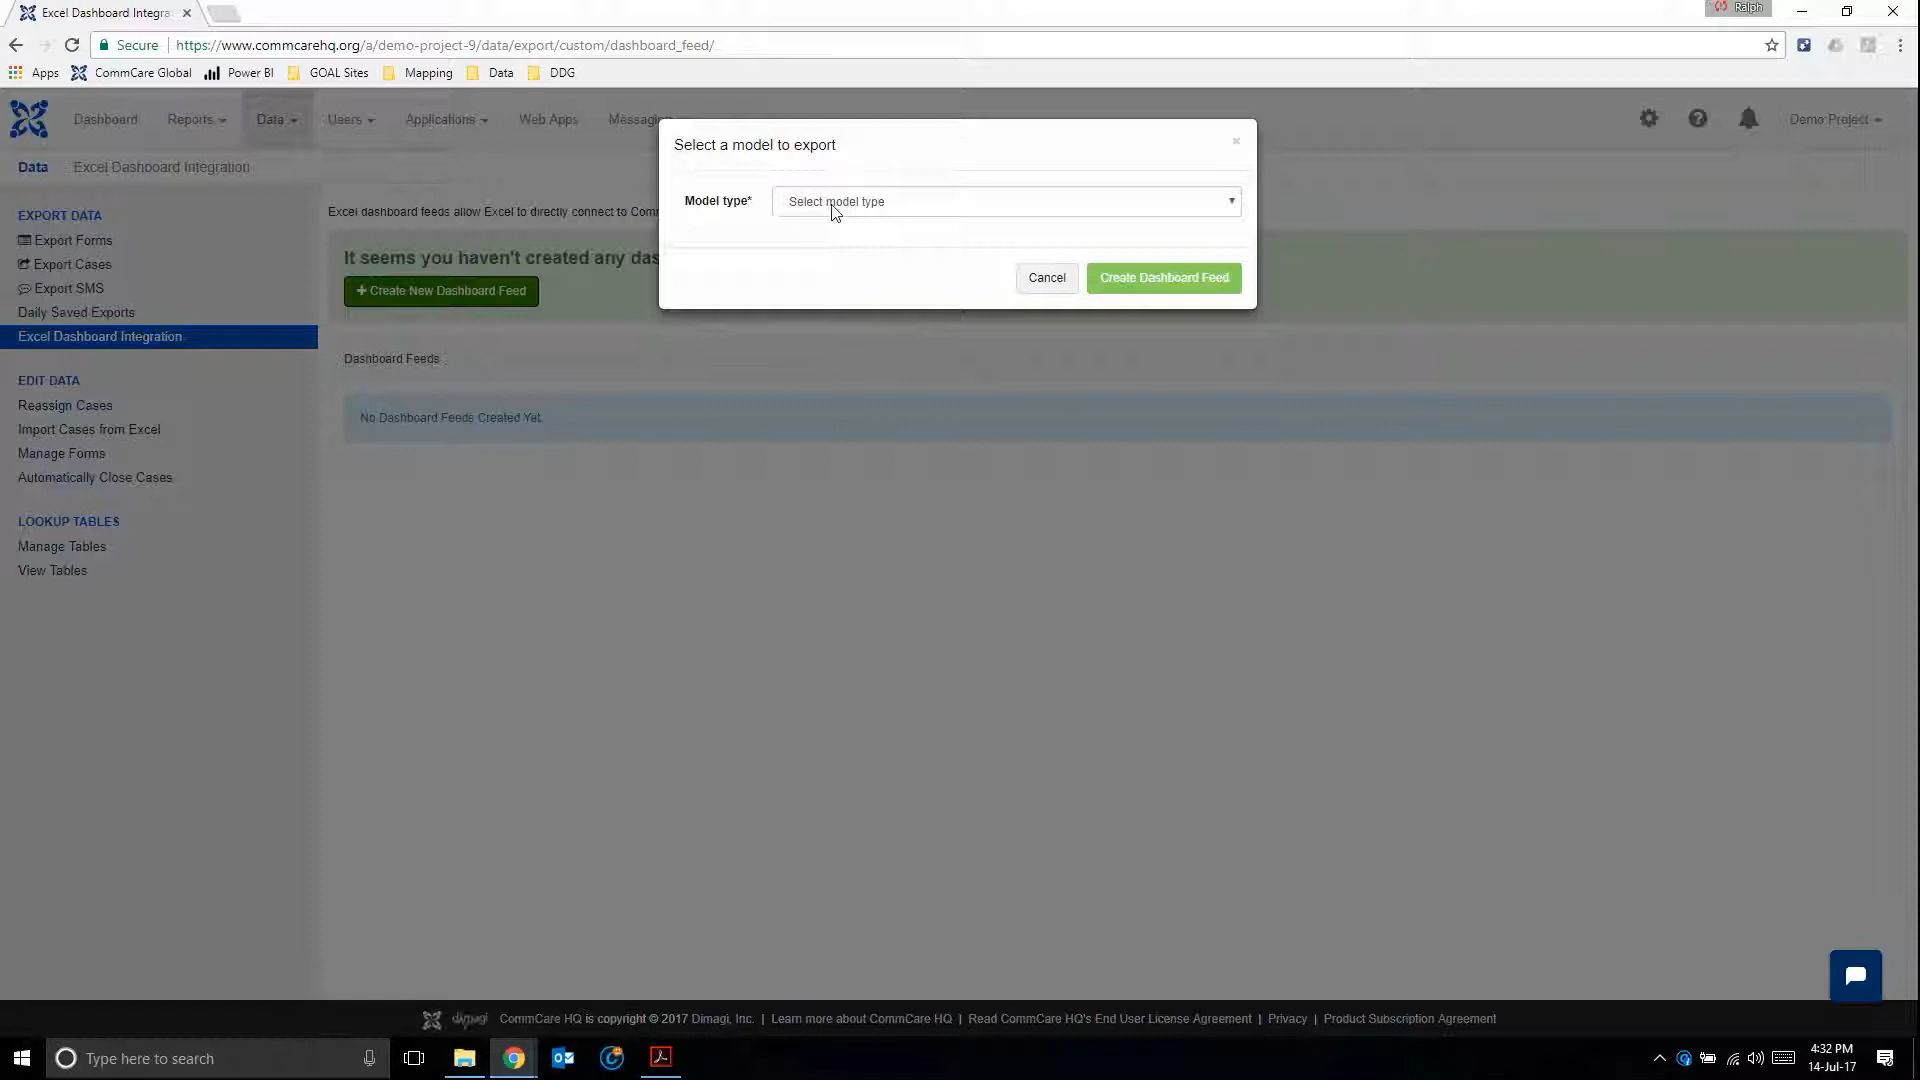 Excel Dashboard Integra
Ralph
Secure
https://www.commcarehq.org/a/demo-project-9/data/export/custom/dashboard_feed/
Apps
CommCare Global
Power BI
GOAL Sites
Mapping
Data
DDG
Dashboard
Reports
Data
Users
Applications
Web Apps
Messaging
Demo Project
Data
Excel Dashboard Integration
Select a model to export
Model type*
Select model type
Cancel
Create Dashboard Feed
EXPORT DATA
Export Forms
Export Cases
Export SMS
Daily Saved Exports
Excel Dashboard Integration
EDIT DATA
Reassign Cases
Import Cases from Excel
Manage Forms
Automatically Close Cases
LOOKUP TABLES
Manage Tables
View Tables
Excel dashboard feeds allow Excel to directly connect to Com
It seems you haven't created any das
+ Create New Dashboard Feed
Dashboard Feeds
No Dashboard Feeds Created Yet.
dimagi
CommCare HQ is copyright © 2017 Dimagi, Inc. | Learn more about CommCare HQ | Read CommCare HQ's End User License Agreement | Privacy | Product Subscription Agreement
Type here to search
4:32 PM
14-Jul-17